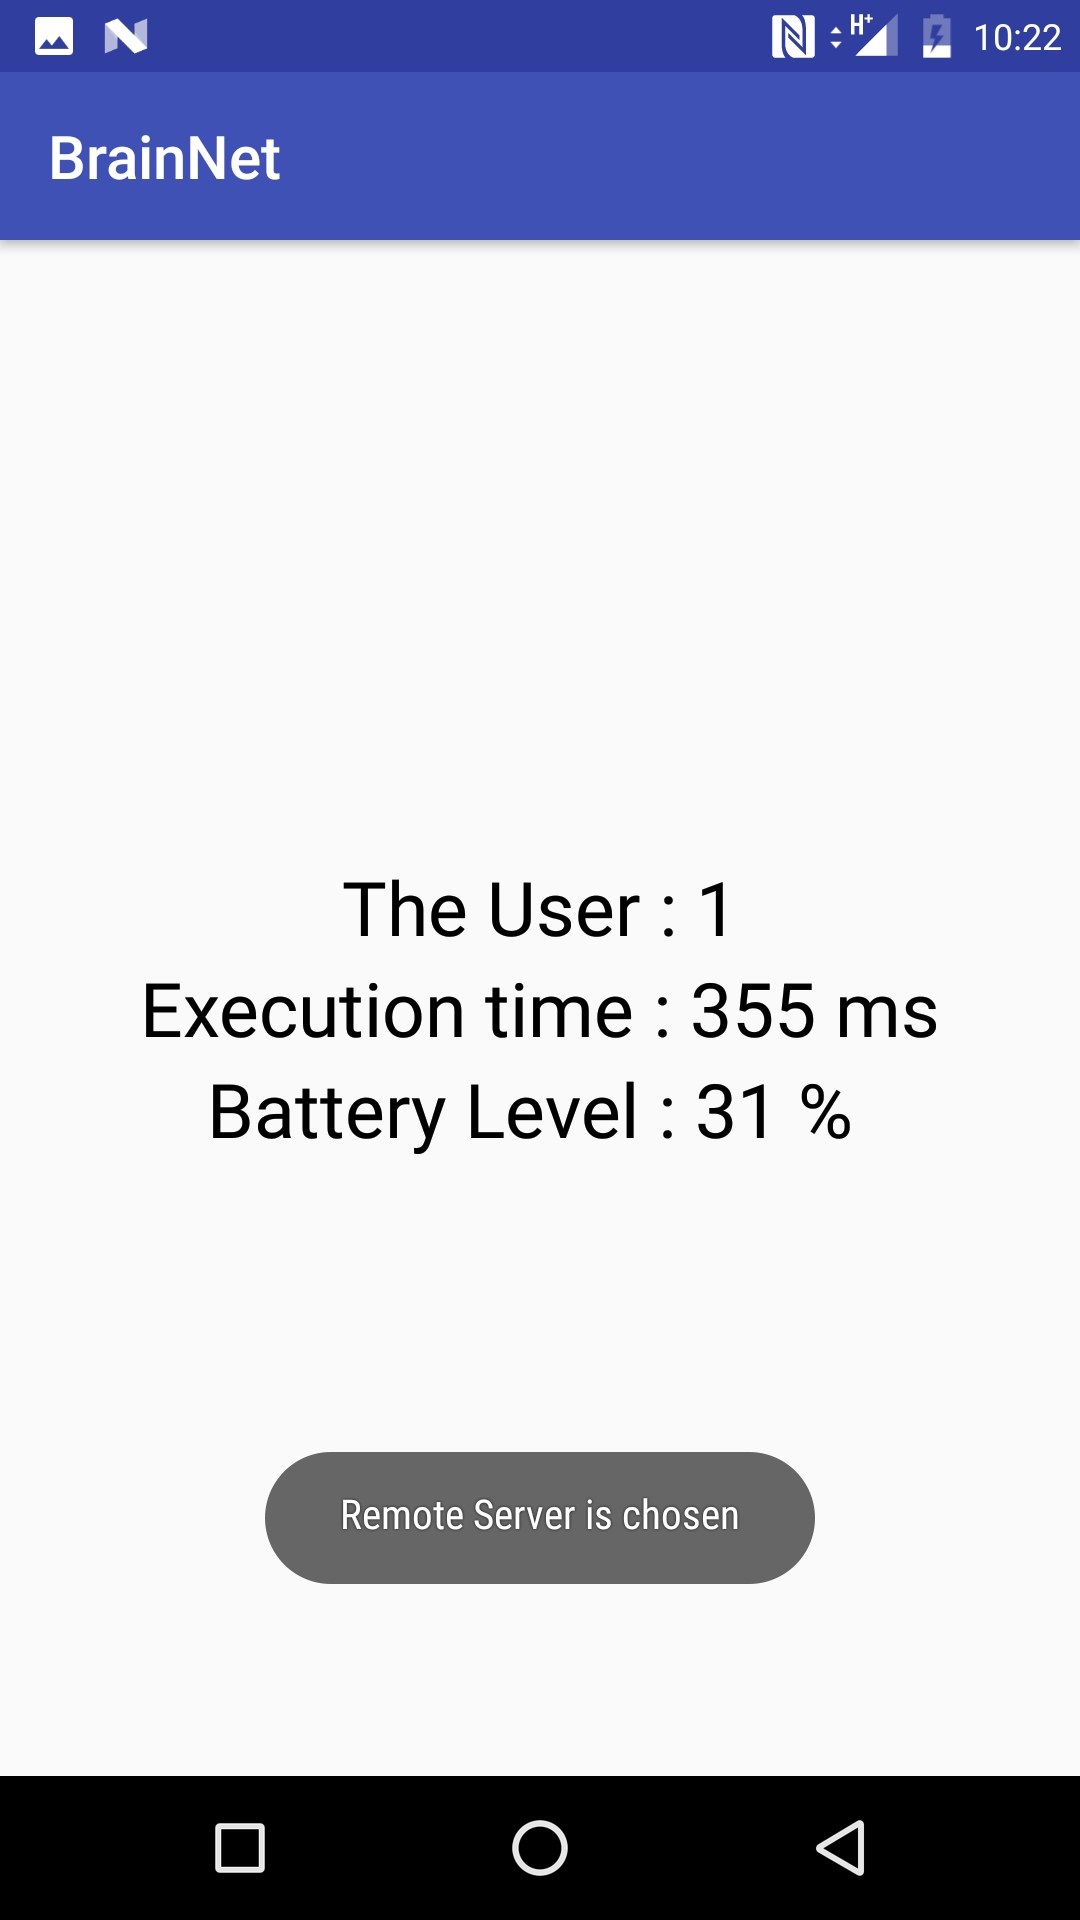 H+ 10:22
BrainNet
The User : 1
Execution time : 355 ms
Battery Level : 31 %
Remote Server is chosen